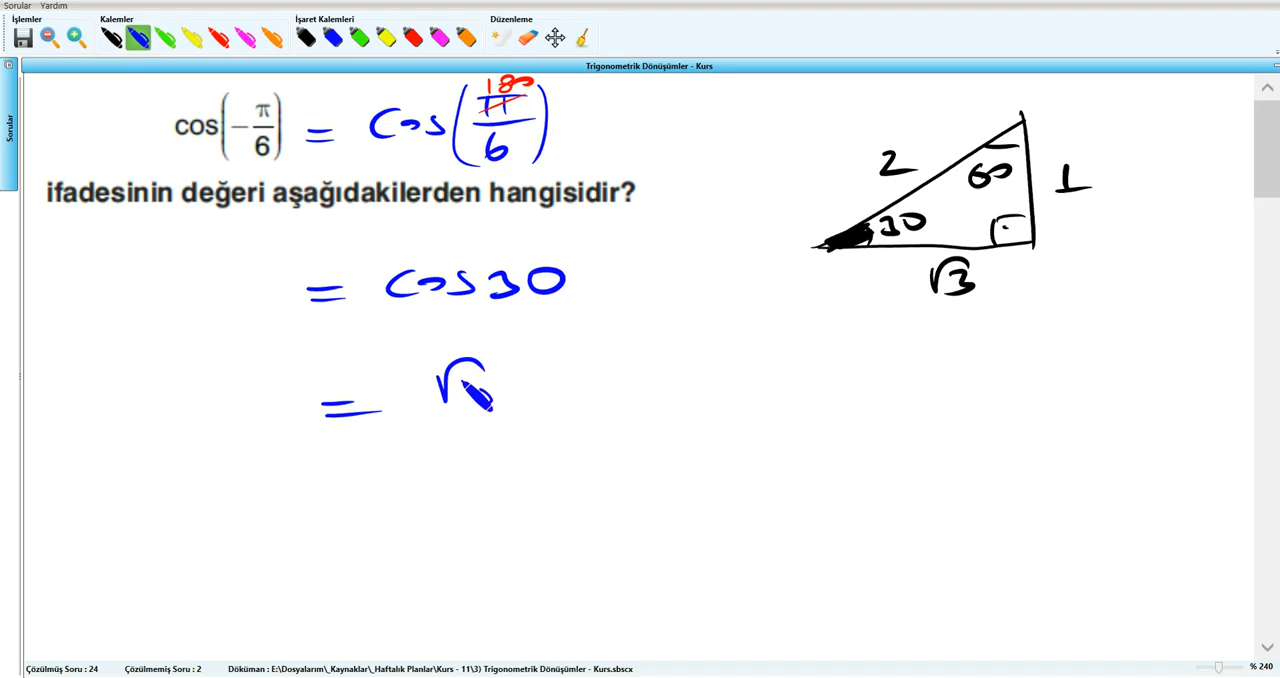 Sorular Yardım
İşlemler Kalemler İşaret Kalemleri Düzenleme
Trigonometrik Dönüşümler - Kurs
Sorular
cos(-π/6) = cos(π/6) 180
ifadesinin değeri aşağıdakilerden hangisidir?
= cos30
= √
2 60 1
30
√3
Çözülmüş Soru : 24 Çözülmemiş Soru : 2 Döküman : E:\Dosyalarım\_Kaynaklar\_Haftalık Planlar\Kurs - 11\3) Trigonometrik Dönüşümler - Kurs.sbscx % 240